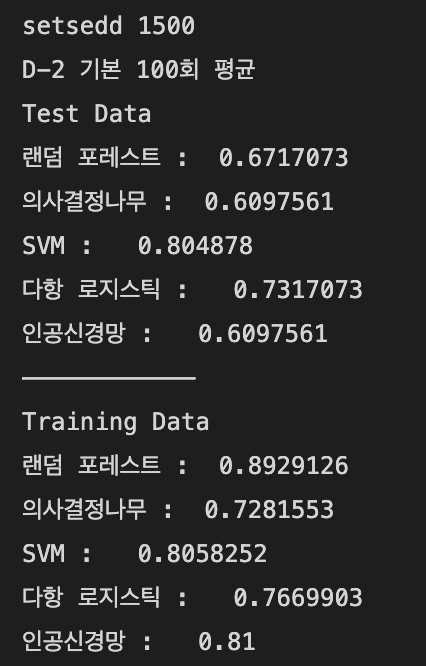 setsedd 1500
D-2 기본 100회 평균
Test Data
랜덤 포레스트 :  0.6717073
의사결정나무 :  0.6097561
SVM :   0.804878
다항 로지스틱 :   0.7317073
인공신경망 :   0.6097561
────────────
Training Data
랜덤 포레스트 :  0.8929126
의사결정나무 :  0.7281553
SVM :   0.8058252
다항 로지스틱 :   0.7669903
인공신경망 :   0.81